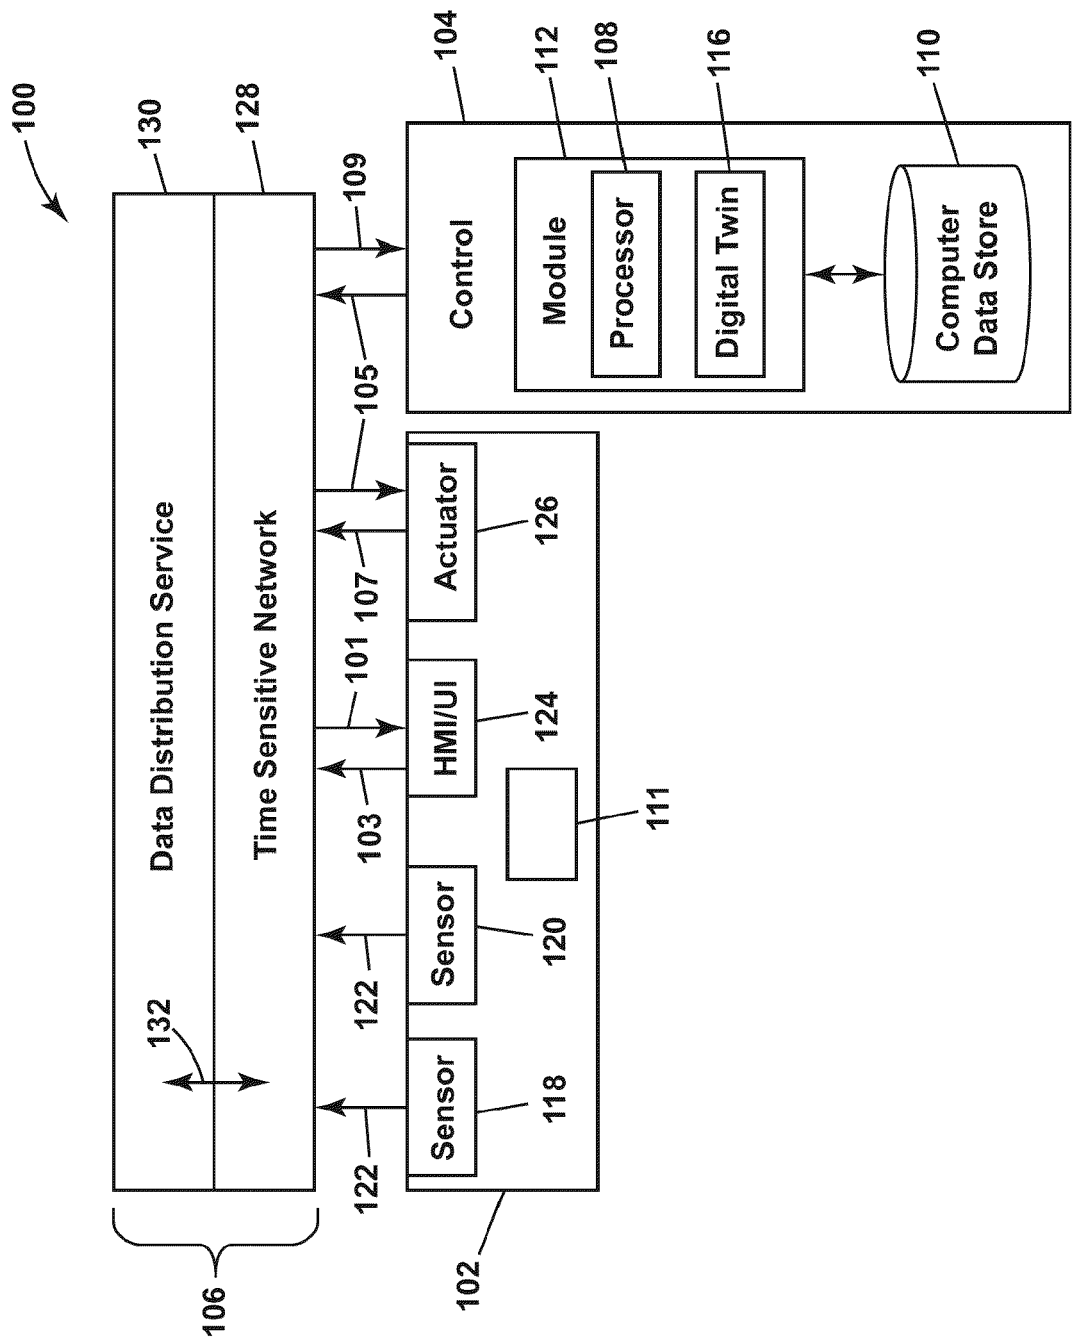 100
130
128
106
Data Distribution Service
Time Sensitive Network
132
122
122
103
101
107
105
109
102
Sensor
118
Sensor
120
HMI/UI
124
111
Actuator
126
104
112
108
116
110
Control
Module
Processor
Digital Twin
Computer
Data Store